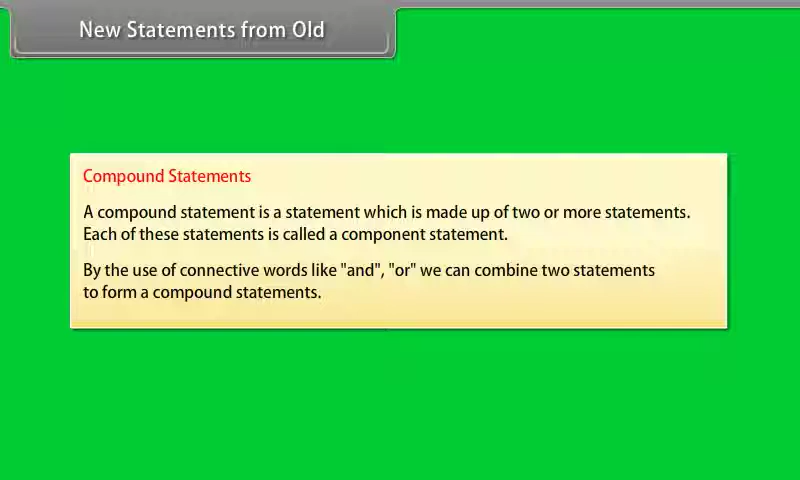 New Statements from Old
Compound Statements
A compound statement is a statement which is made up of two or more statements.
Each of these statements is called a component statement.
By the use of connective words like "and", "or" we can combine two statements
to form a compound statements.